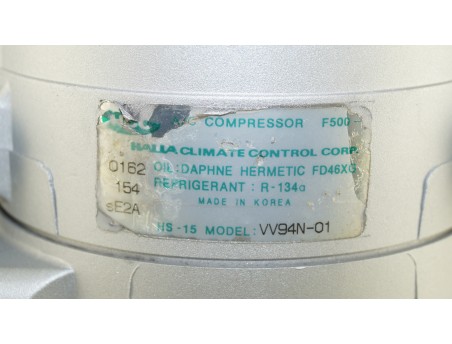 A/C COMPRESSOR F500
HALLA CLIMATE CONTROL CORP.
0162 OIL:DAPHNE HERMETIC FD46XG
154 REFRIGERANT : R-134a
sE2A MADE IN KOREA
HS-15 MODEL: VV94N-01